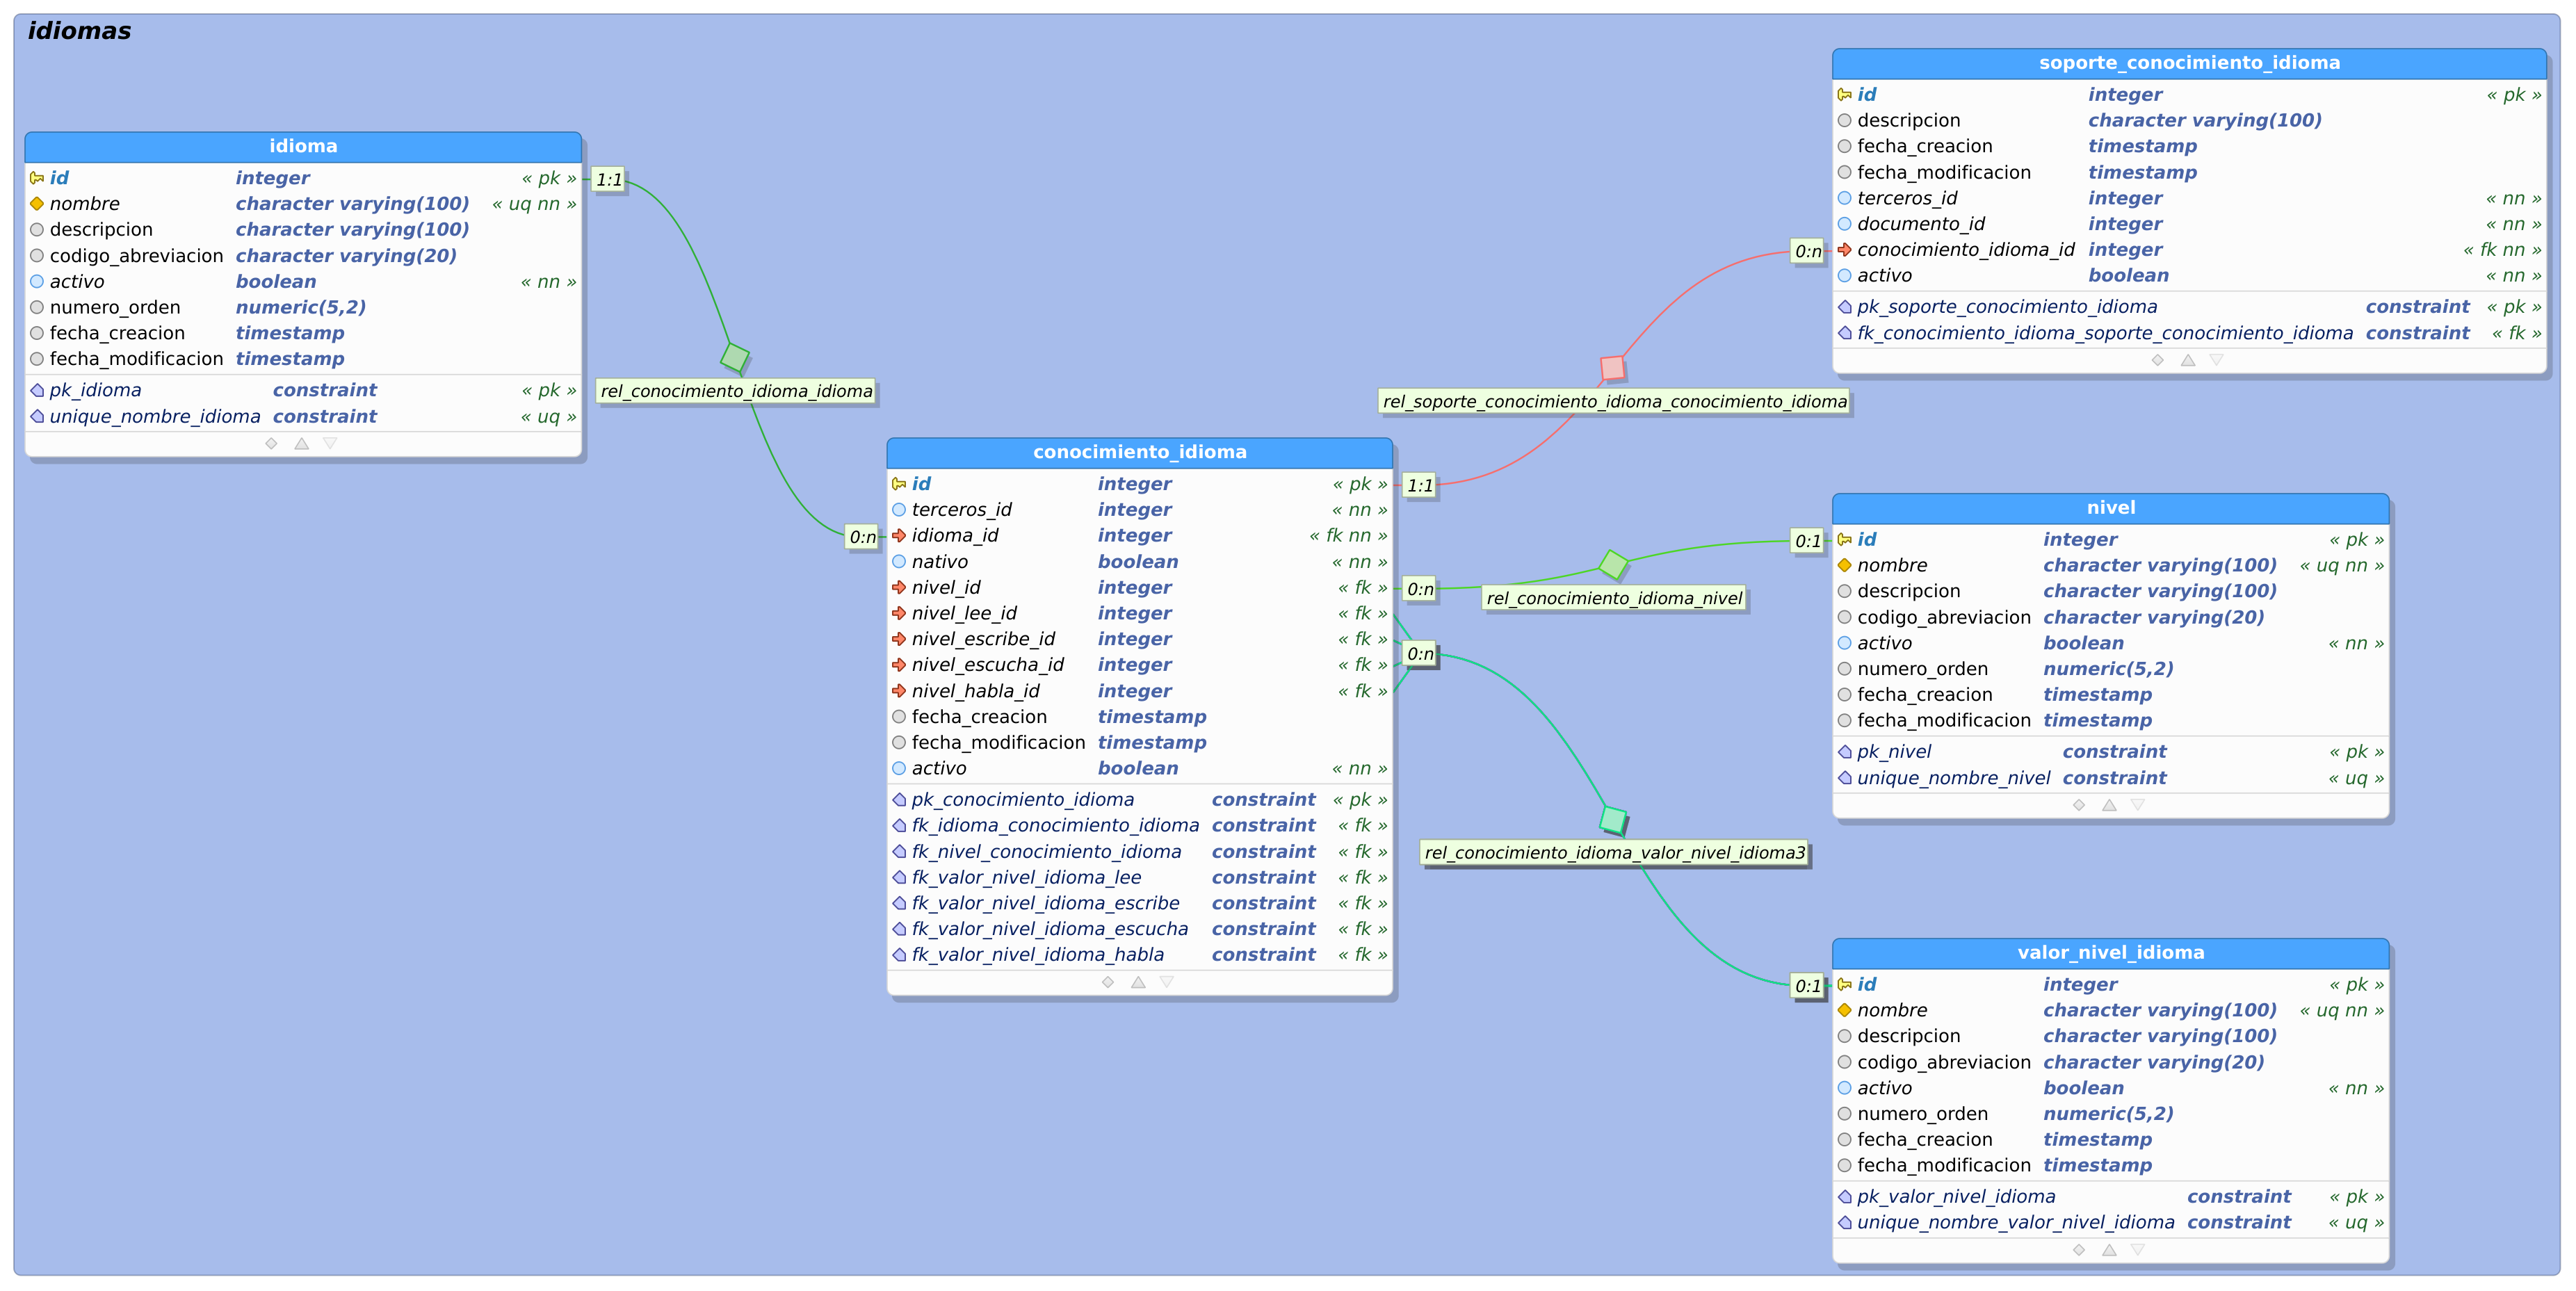 idiomas
idioma
id integer « pk »
nombre character varying(100) « uq nn »
descripcion character varying(100)
codigo_abreviacion character varying(20)
activo boolean « nn »
numero_orden numeric(5,2)
fecha_creacion timestamp
fecha_modificacion timestamp
pk_idioma constraint « pk »
unique_nombre_idioma constraint « uq »
1:1
rel_conocimiento_idioma_idioma
0:n
conocimiento_idioma
id integer « pk »
terceros_id integer « nn »
idioma_id integer « fk nn »
nativo boolean « nn »
nivel_id integer « fk »
nivel_lee_id integer « fk »
nivel_escribe_id integer « fk »
nivel_escucha_id integer « fk »
nivel_habla_id integer « fk »
fecha_creacion timestamp
fecha_modificacion timestamp
activo boolean « nn »
pk_conocimiento_idioma constraint « pk »
fk_idioma_conocimiento_idioma constraint « fk »
fk_nivel_conocimiento_idioma constraint « fk »
fk_valor_nivel_idioma_lee constraint « fk »
fk_valor_nivel_idioma_escribe constraint « fk »
fk_valor_nivel_idioma_escucha constraint « fk »
fk_valor_nivel_idioma_habla constraint « fk »
1:1
rel_soporte_conocimiento_idioma_conocimiento_idioma
0:n
soporte_conocimiento_idioma
id integer « pk »
descripcion character varying(100)
fecha_creacion timestamp
fecha_modificacion timestamp
terceros_id integer « nn »
documento_id integer « nn »
conocimiento_idioma_id integer « fk nn »
activo boolean « nn »
pk_soporte_conocimiento_idioma constraint « pk »
fk_conocimiento_idioma_soporte_conocimiento_idioma constraint « fk »
0:n
rel_conocimiento_idioma_nivel
0:1
nivel
id integer « pk »
nombre character varying(100) « uq nn »
descripcion character varying(100)
codigo_abreviacion character varying(20)
activo boolean « nn »
numero_orden numeric(5,2)
fecha_creacion timestamp
fecha_modificacion timestamp
pk_nivel constraint « pk »
unique_nombre_nivel constraint « uq »
0:n
rel_conocimiento_idioma_valor_nivel_idioma3
0:1
valor_nivel_idioma
id integer « pk »
nombre character varying(100) « uq nn »
descripcion character varying(100)
codigo_abreviacion character varying(20)
activo boolean « nn »
numero_orden numeric(5,2)
fecha_creacion timestamp
fecha_modificacion timestamp
pk_valor_nivel_idioma constraint « pk »
unique_nombre_valor_nivel_idioma constraint « uq »